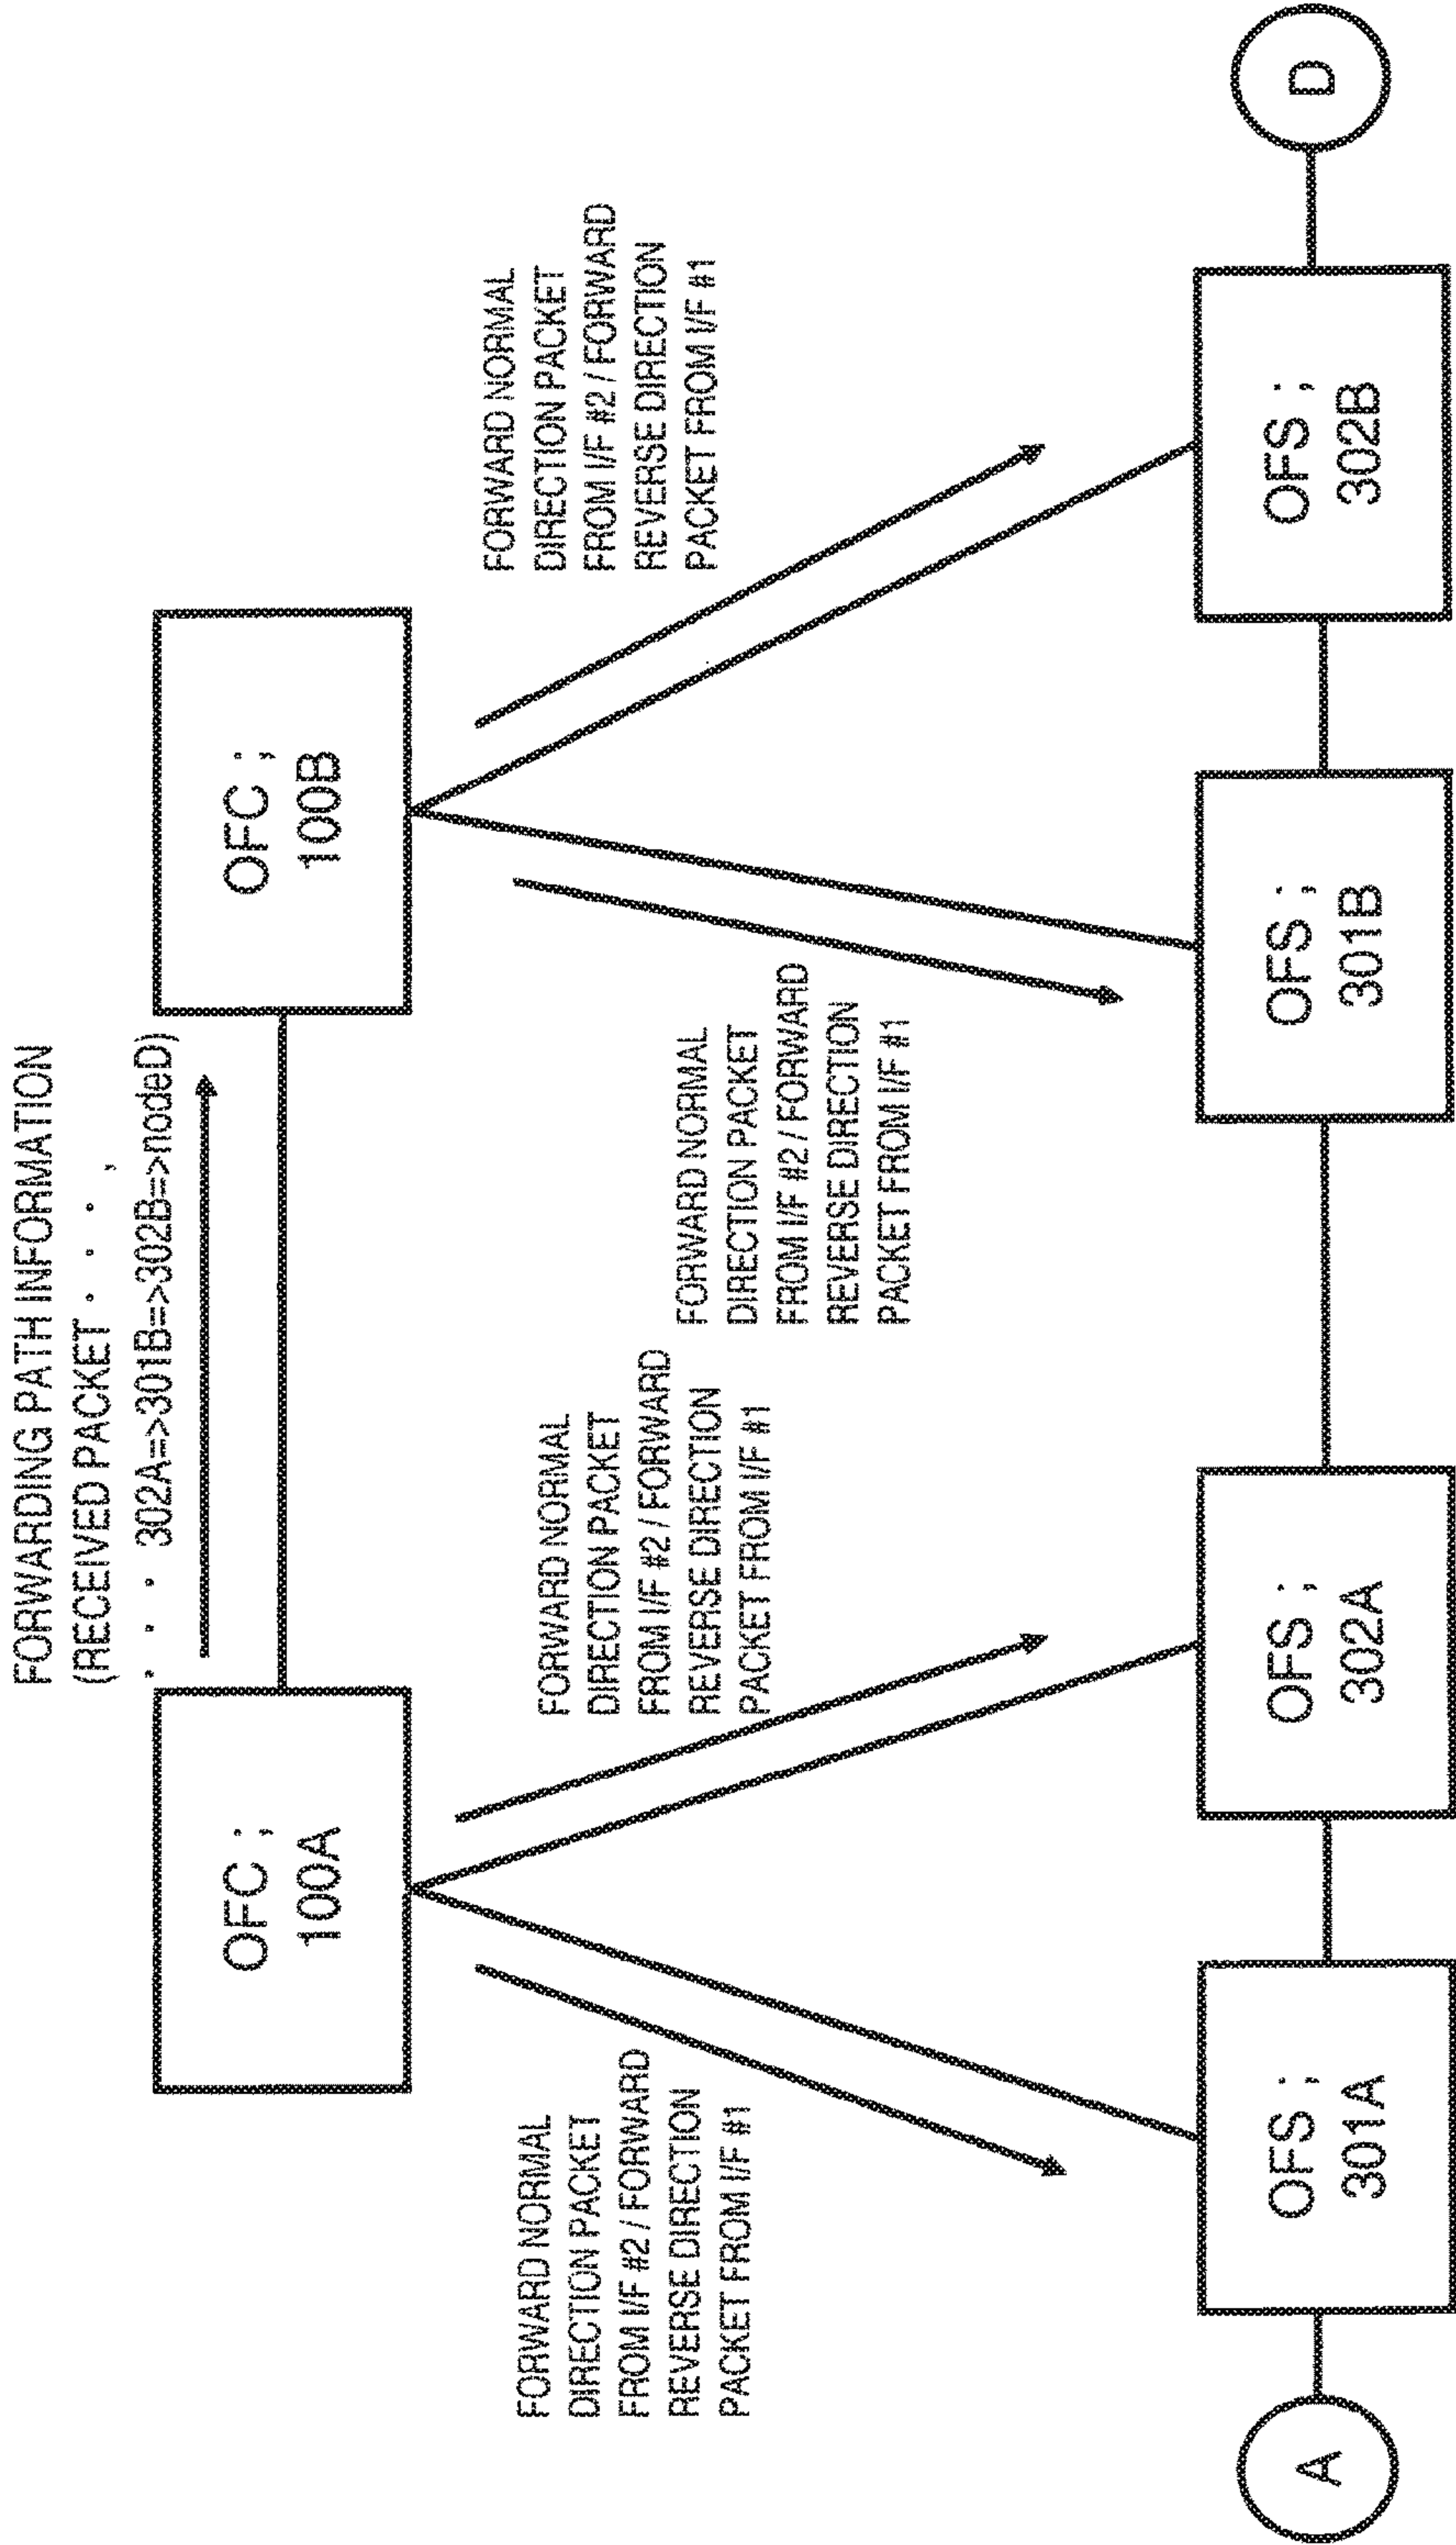 FORWARDING PATH INFORMATION
(RECEIVED PACKET · · · ,
· · · 302A=>301B=>302B=>nodeD)
OFC ;
100A
OFC ;
100B
FORWARD NORMAL
DIRECTION PACKET
FROM I/F #2 / FORWARD
REVERSE DIRECTION
PACKET FROM I/F #1
FORWARD NORMAL
DIRECTION PACKET
FROM I/F #2 / FORWARD
REVERSE DIRECTION
PACKET FROM I/F #1
FORWARD NORMAL
DIRECTION PACKET
FROM I/F #2 / FORWARD
REVERSE DIRECTION
PACKET FROM I/F #1
FORWARD NORMAL
DIRECTION PACKET
FROM I/F #2 / FORWARD
REVERSE DIRECTION
PACKET FROM I/F #1
A
OFS ;
301A
OFS ;
302A
OFS ;
301B
OFS ;
302B
D